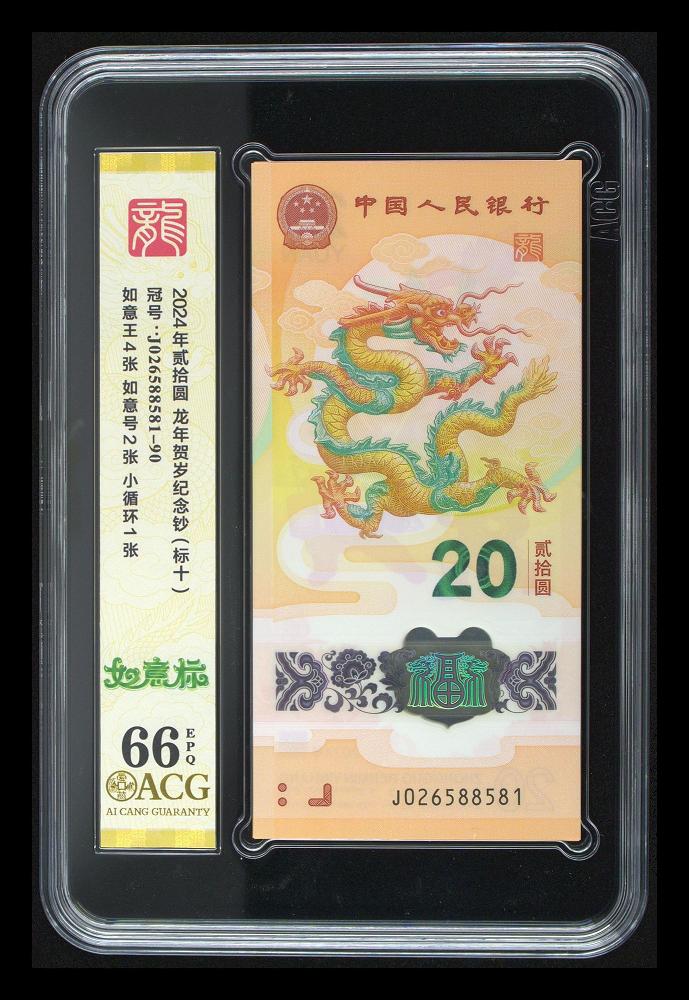 龍
2024年贰拾圆 龙年贺岁纪念钞(标十)
冠号:J026588581-90
如意王4张 如意号2张 小循环1张
如意标
66 EPQ
ACG
AI CANG GUARANTY
中国人民银行
龍
20 贰拾圆
福
J026588581
ACG